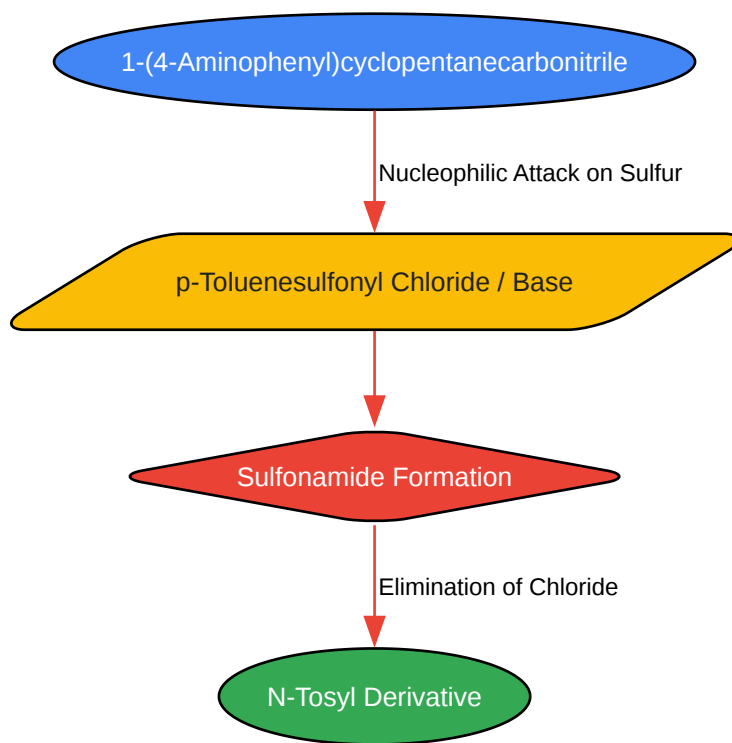 1-(4-Aminophenyl)cyclopentanecarbonitrile
Nucleophilic Attack on Sulfur
p-Toluenesulfonyl Chloride / Base
Sulfonamide Formation
Elimination of Chloride
N-Tosyl Derivative